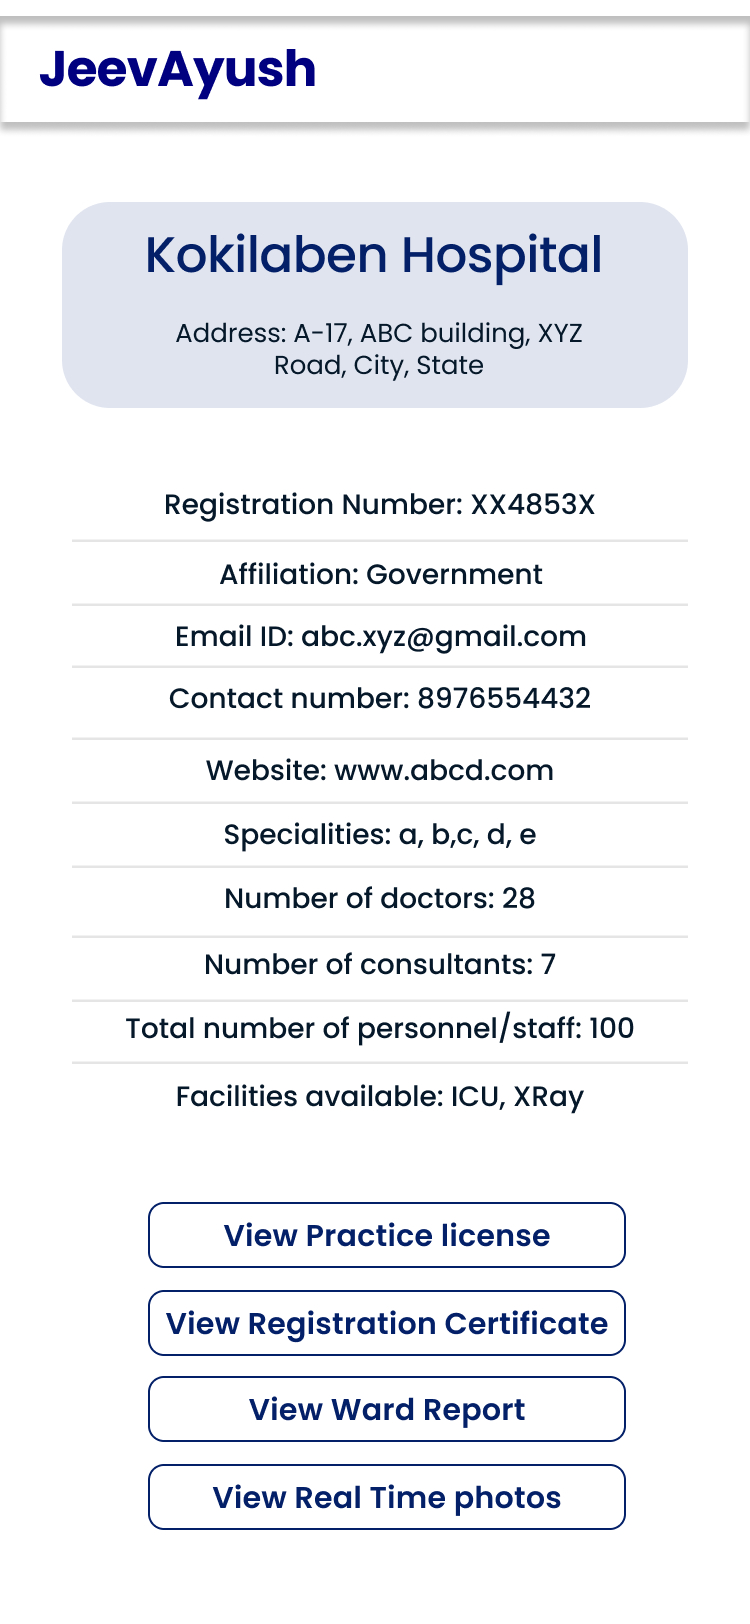 JeevAyush
Kokilaben Hospital
Address: A-17, ABC building, XYZ
Road, City, State
Registration Number: XX4853X
Affiliation: Government
Email ID: abc.xyz@gmail.com
Contact number: 8976554432
Website: www.abcd.com
Specialities: a, b,c, d, e
Number of doctors: 28
Number of consultants: 7
Total number of personnel/staff: 100
Facilities available: ICU, XRay
View Practice license
View Registration Certificate
View Ward Report
View Real Time photos